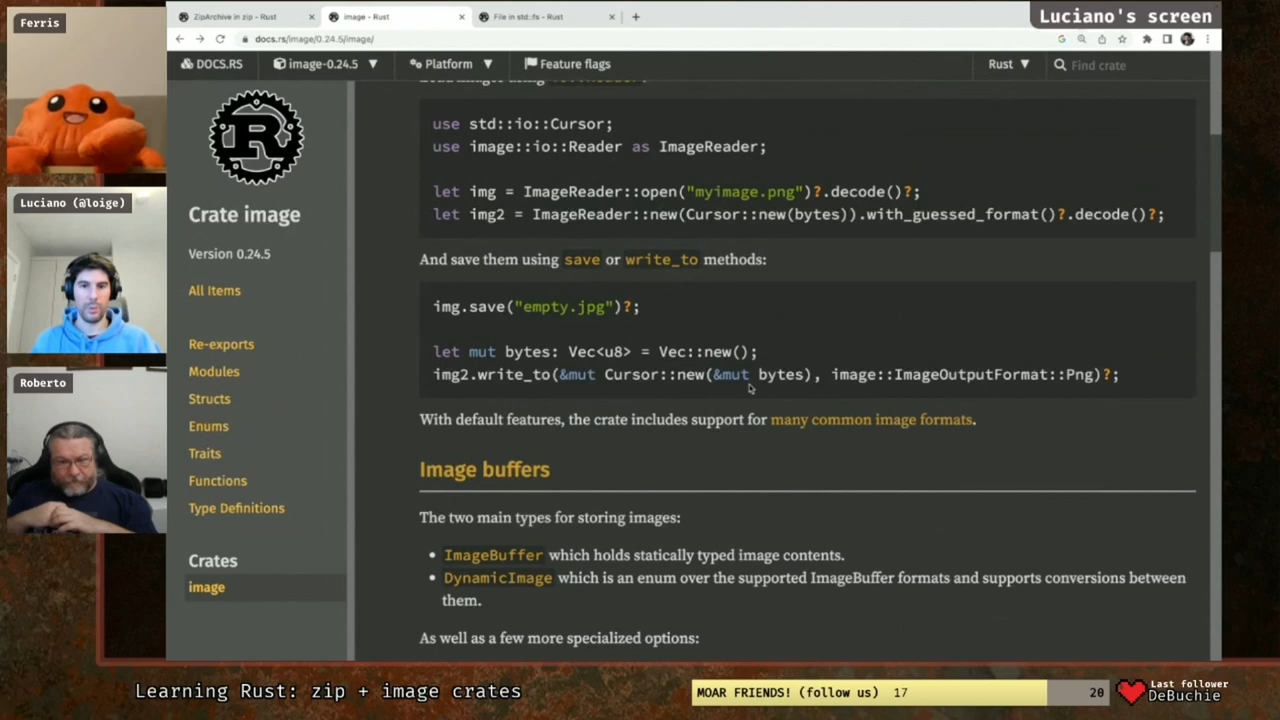 Ferris
Luciano (@loige)
Roberto
ZipArchive in zip - Rust
image - Rust
File in std::fs - Rust
Luciano's screen
docs.rs/image/0.24.5/image/
DOCS.RS
image-0.24.5
Platform
Feature flags
Rust
Find crate
R
Crate image
Version 0.24.5
All Items
Re-exports
Modules
Structs
Enums
Traits
Functions
Type Definitions
Crates
image
use std::io::Cursor;
use image::io::Reader as ImageReader;
let img = ImageReader::open("myimage.png")?.decode()?;
let img2 = ImageReader::new(Cursor::new(bytes)).with_guessed_format()?.decode()?;
And save them using save or write_to methods:
img.save("empty.jpg")?;
let mut bytes: Vec<u8> = Vec::new();
img2.write_to(&mut Cursor::new(&mut bytes), image::ImageOutputFormat::Png)?;
With default features, the crate includes support for many common image formats.
Image buffers
The two main types for storing images:
• ImageBuffer which holds statically typed image contents.
• DynamicImage which is an enum over the supported ImageBuffer formats and supports conversions between
them.
As well as a few more specialized options:
Learning Rust: zip + image crates
MOAR FRIENDS! (follow us) 17
20
Last follower
DeBuchie